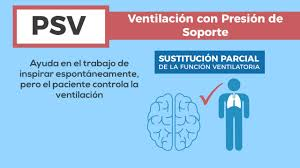 PSV
Ventilación con Presión de
Soporte
Ayuda en el trabajo de
inspirar espontáneamente,
pero el paciente controla la
ventilación
SUSTITUCIÓN PARCIAL
DE LA FUNCIÓN VENTILATORIA